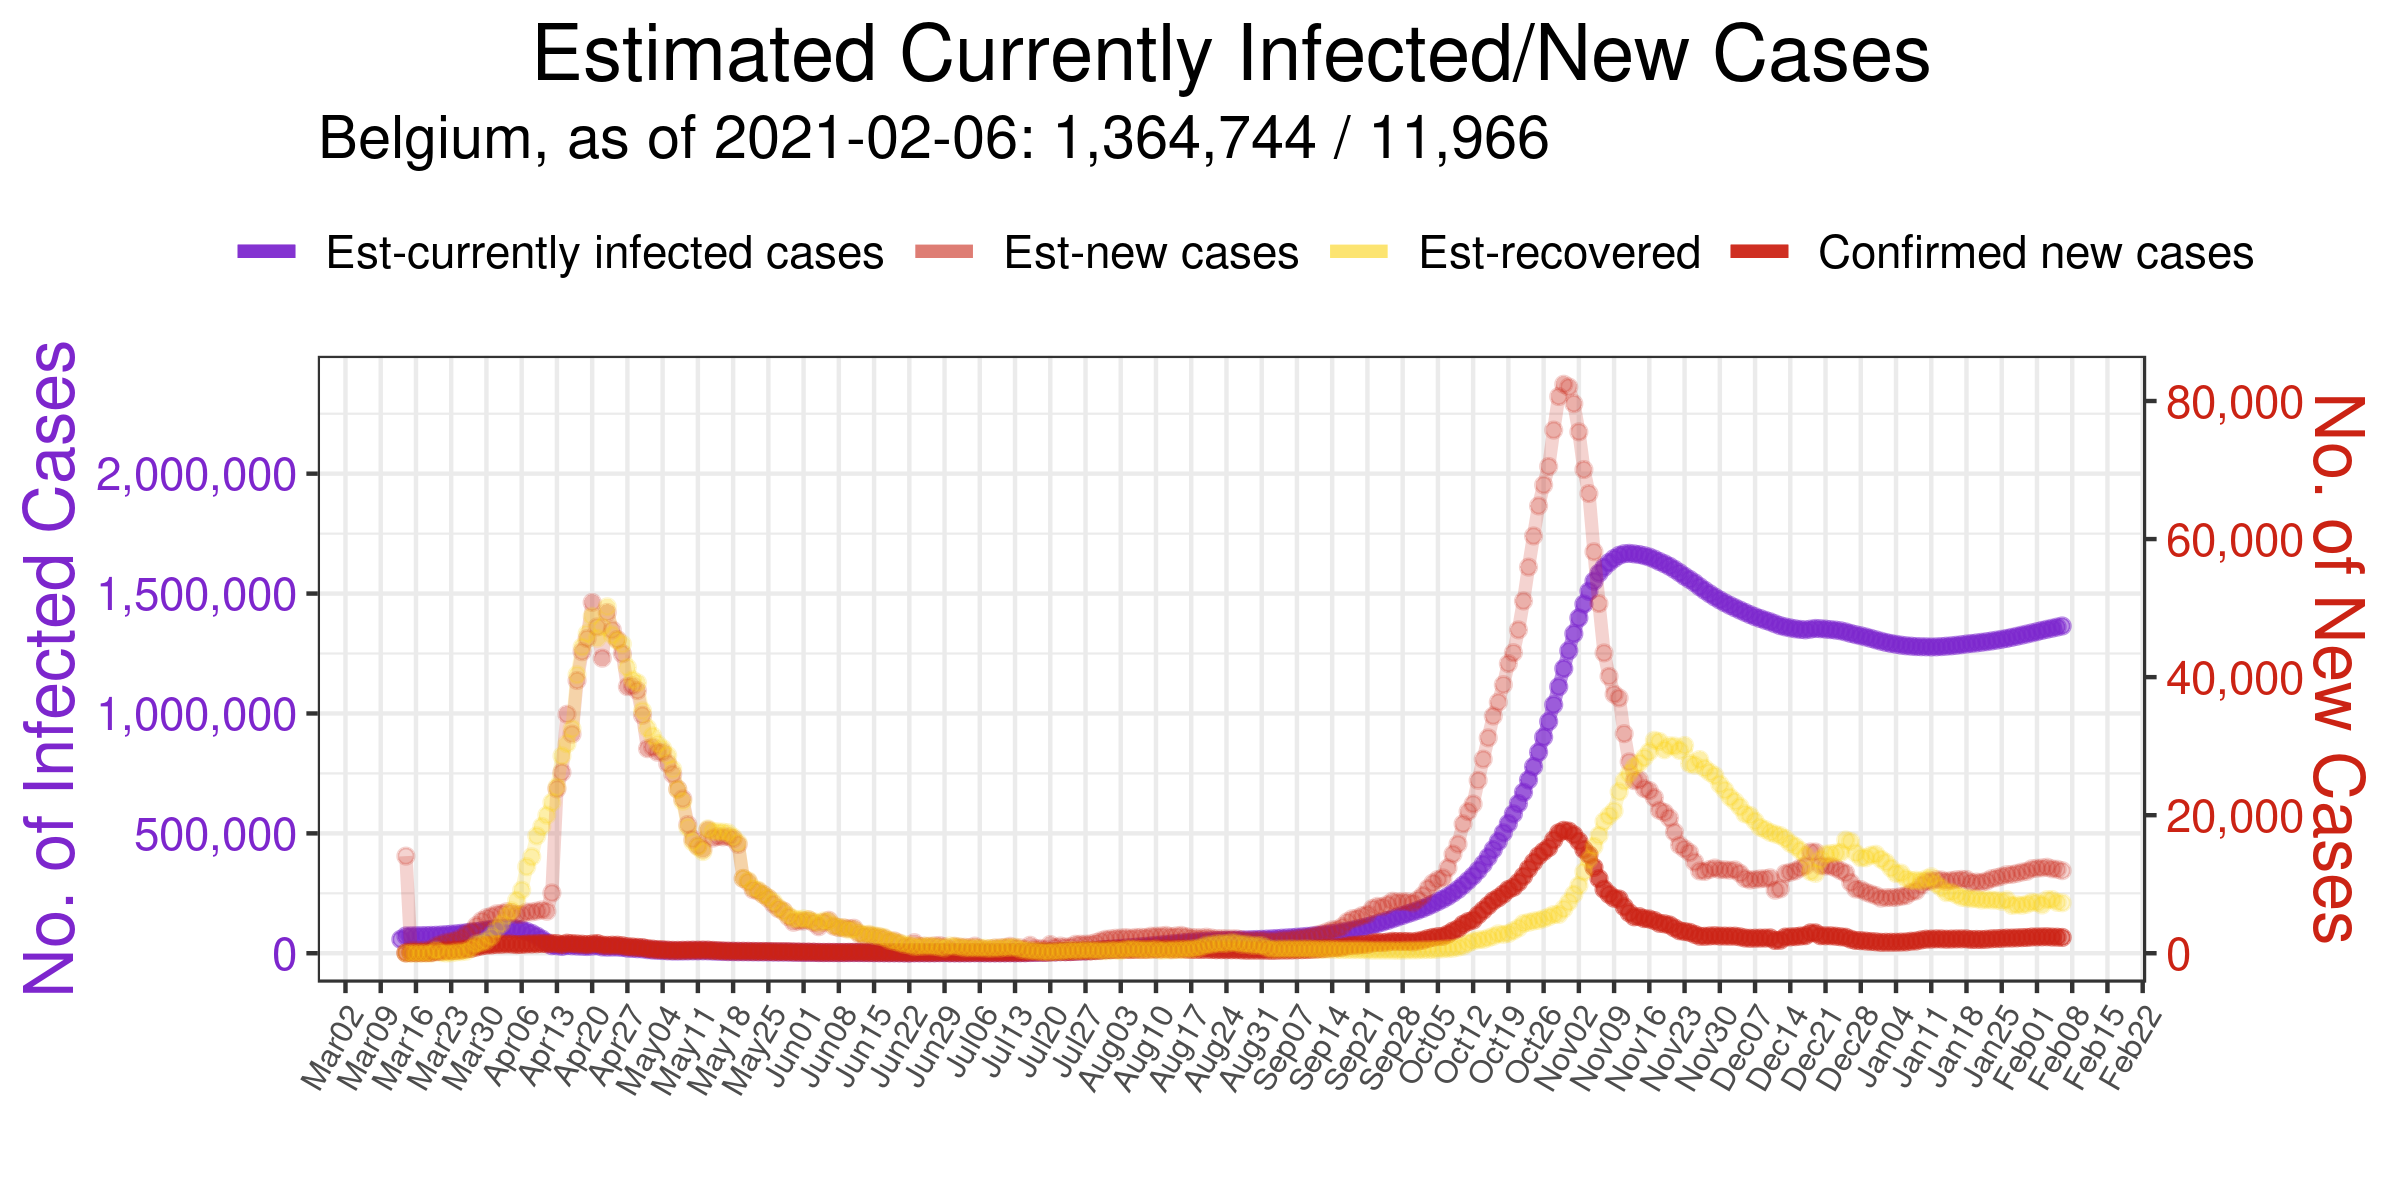 Estimated Currently Infected/New Cases
Belgium, as of 2021-02-06: 1,364,744 / 11,966
Est-currently infected cases Est-new cases Est-recovered Confirmed new cases
No. of Infected Cases
2,000,000
1,500,000
1,000,000
500,000
0
80,000
60,000
40,000
20,000
0
No. of New Cases
Mar02 Mar09 Mar16 Mar23 Mar30 Apr06 Apr13 Apr20 Apr27 May04 May11 May18 May25 Jun01 Jun08 Jun15 Jun22 Jun29 Jul06 Jul13 Jul20 Jul27 Aug03 Aug10 Aug17 Aug24 Aug31 Sep07 Sep14 Sep21 Sep28 Oct05 Oct12 Oct19 Oct26 Nov02 Nov09 Nov16 Nov23 Nov30 Dec07 Dec14 Dec21 Dec28 Jan04 Jan11 Jan18 Jan25 Feb01 Feb08 Feb15 Feb22